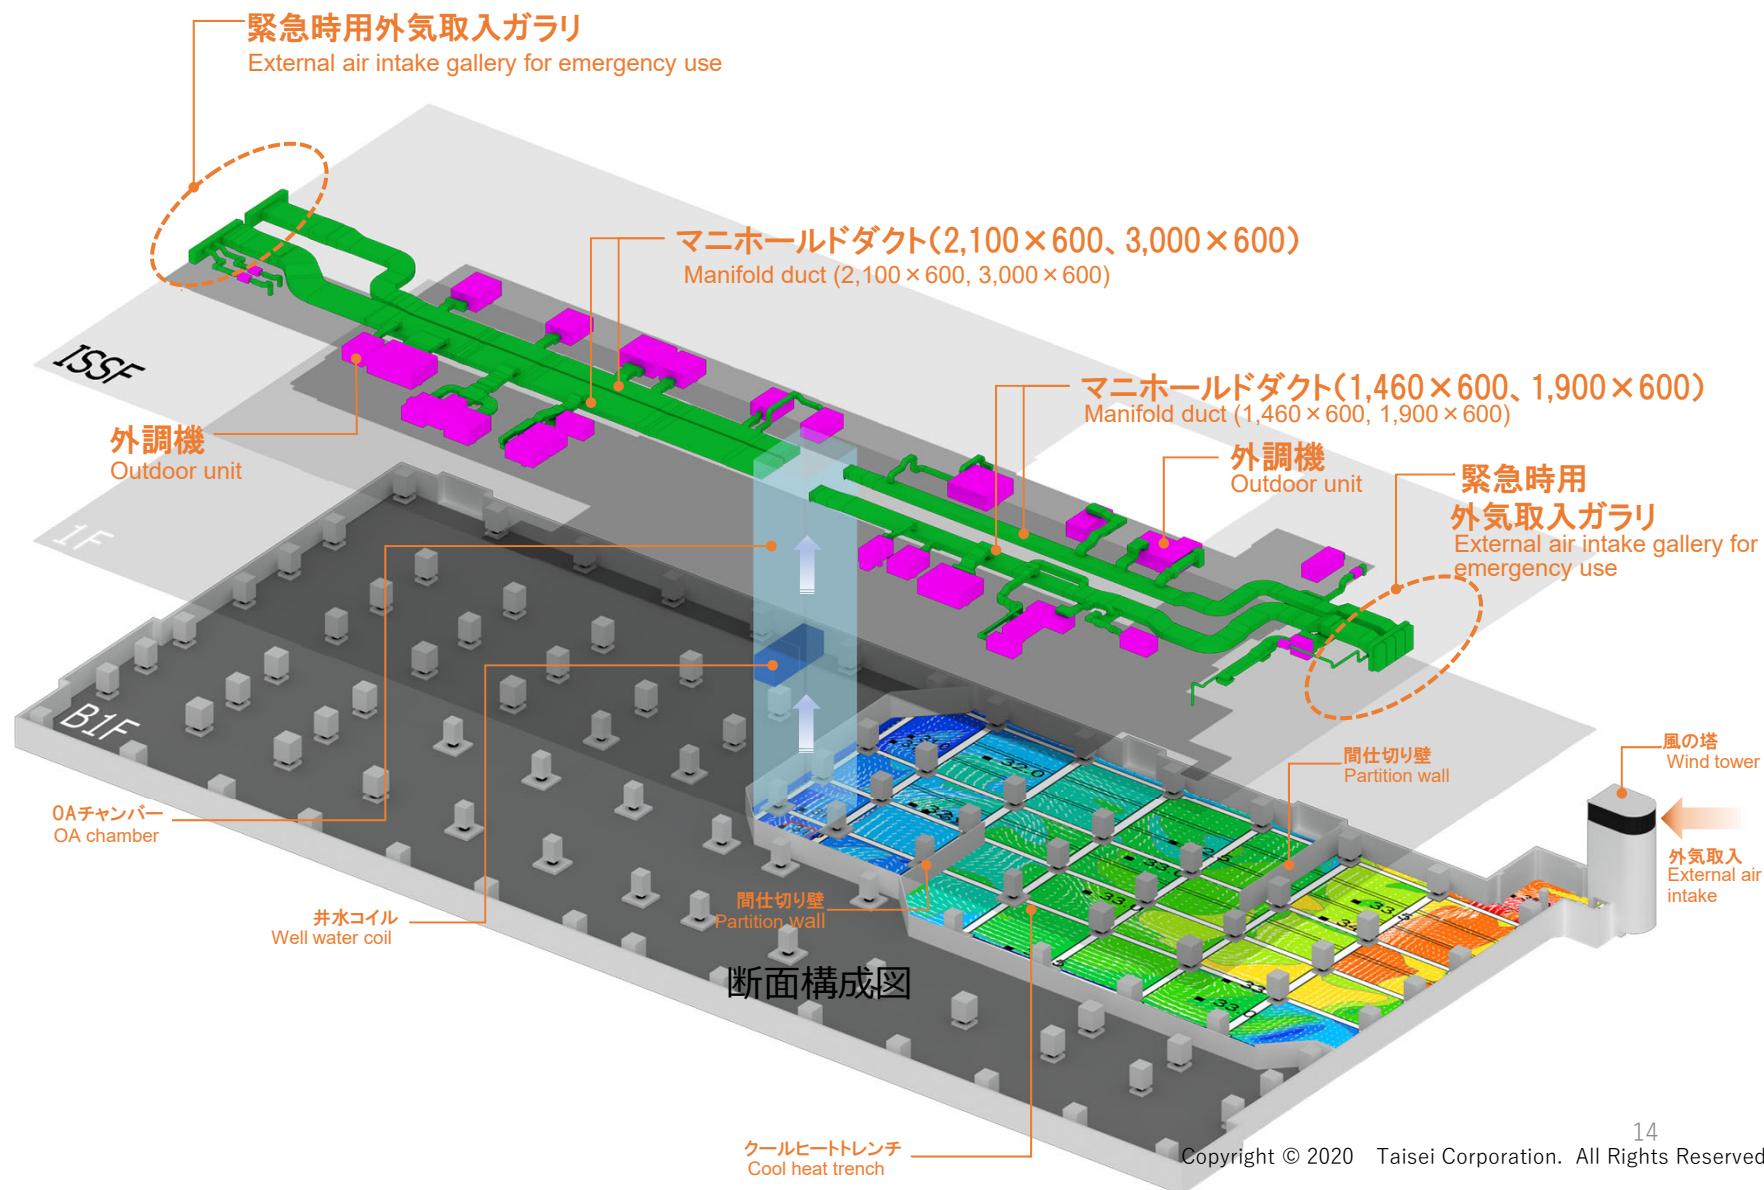 緊急時用外気取入ガラリ
External air intake gallery for emergency use
マニホールドダクト(2,100×600、3,000×600)
Manifold duct (2,100×600, 3,000×600)
ISSF
マニホールドダクト(1,460×600、1,900×600)
Manifold duct (1,460×600, 1,900×600)
外調機
Outdoor unit
外調機
Outdoor unit
緊急時用
外気取入ガラリ
External air intake gallery for
emergency use
1F
B1F
風の塔
Wind tower
間仕切り壁
Partition wall
32.0
OAチャンバー
OA chamber
外気取入
External air
intake
間仕切り壁
Partition wall
井水コイル
Well water coil
断面構成図
33.0
クールヒートトレンチ
Cool heat trench
14
Copyright © 2020 Taisei Corporation. All Rights Reserved